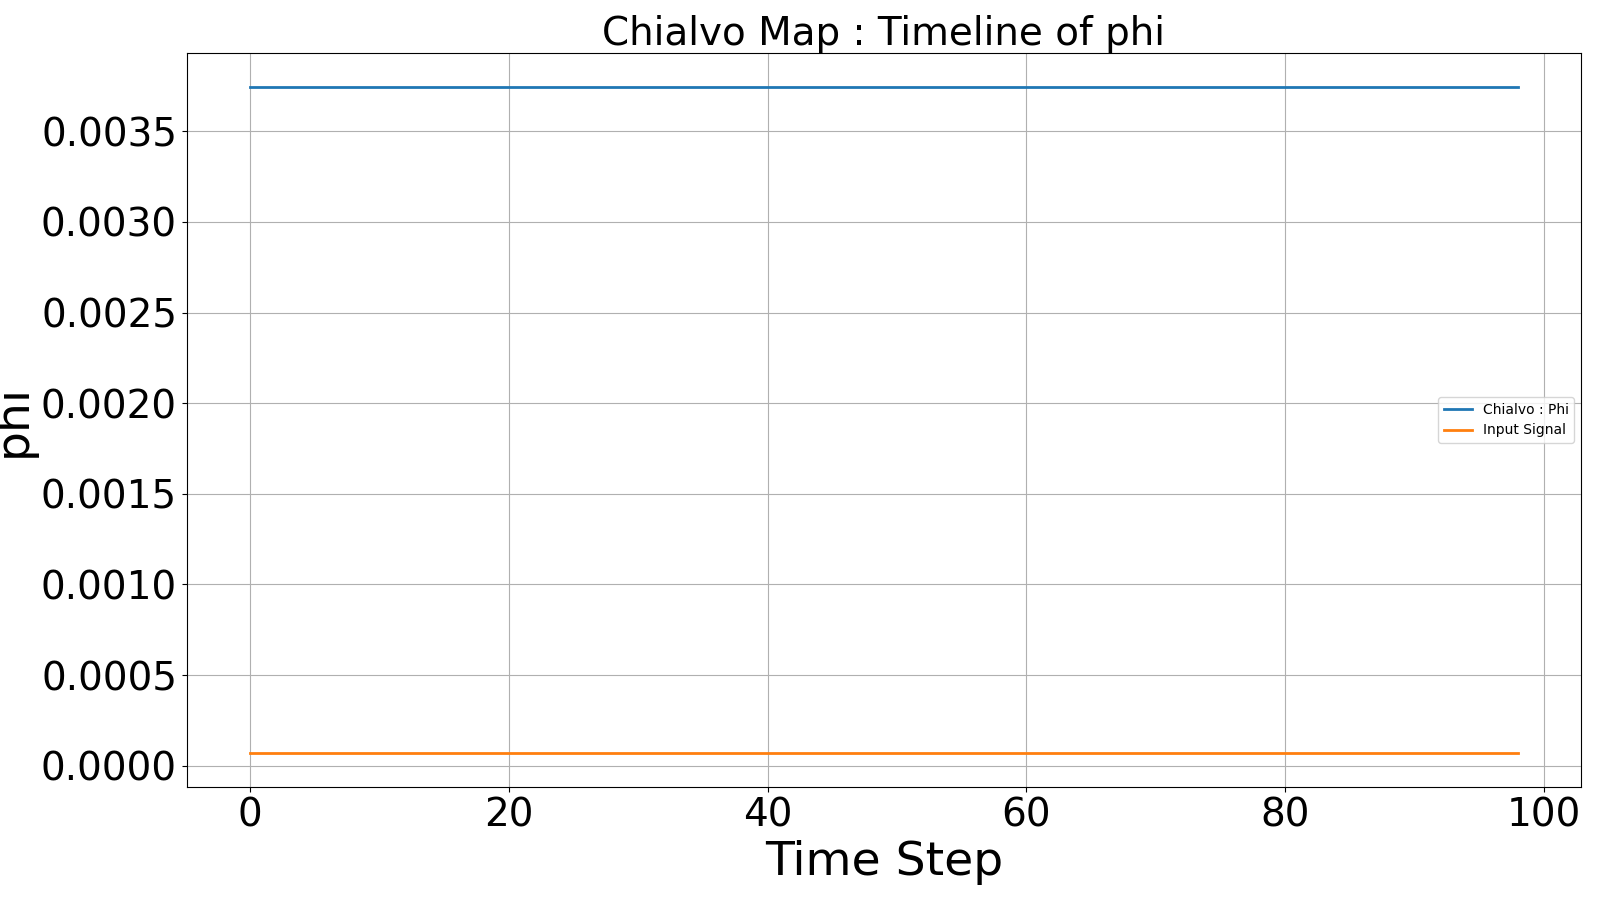 Chialvo Map : Timeline of phi
phi
0.0035
0.0030
0.0025
0.0020
0.0015
0.0010
0.0005
0.0000
Chialvo : Phi
Input Signal
0 20 40 60 80 100
Time Step